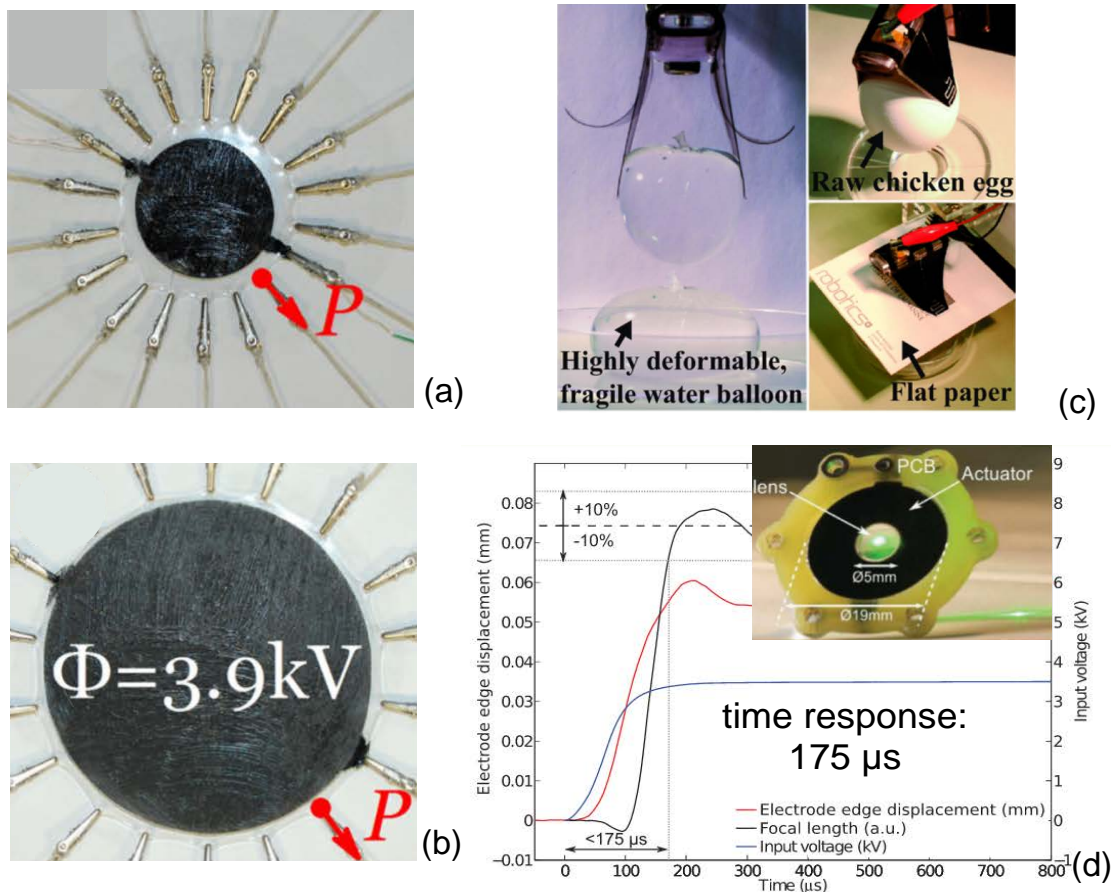 P
(a)
Highly deformable,
fragile water balloon
Raw chicken egg
robotics+
Flat paper
(c)
Φ=3.9kV
P
(b)
Electrode edge displacement (mm)
0.08
0.07
0.06
0.05
0.04
0.03
0.02
0.01
0
−0.01
+10%
-10%
<175 μs
0
100
200
300
400
500
600
700
800
Time (μs)
lens
PCB
Actuator
Ø5mm
Ø19mm
time response:
175 μs
Electrode edge displacement (mm)
Focal length (a.u.)
Input voltage (kV)
9
8
7
6
5
4
3
2
1
0
−1
Input voltage (kV)
(d)